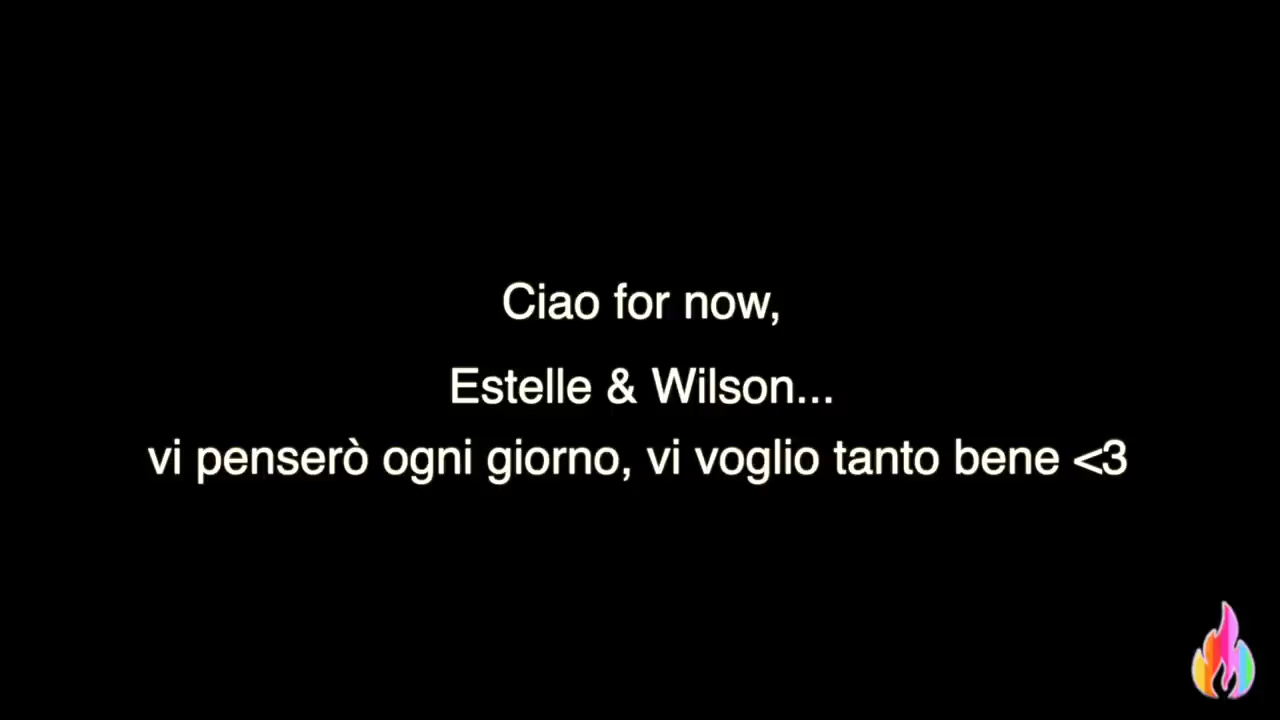 Ciao for now,
Estelle & Wilson...
vi penserò ogni giorno, vi voglio tanto bene <3